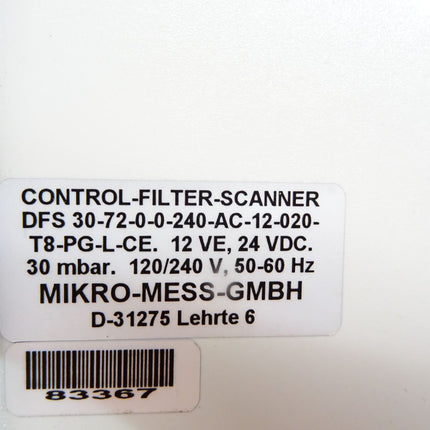 CONTROL-FILTER-SCANNER
DFS 30-72-0-0-240-AC-12-020-
T8-PG-L-CE. 12 VE, 24 VDC.
30 mbar. 120/240 V, 50-60 Hz
MIKRO-MESS-GMBH
D-31275 Lehrte 6
83367